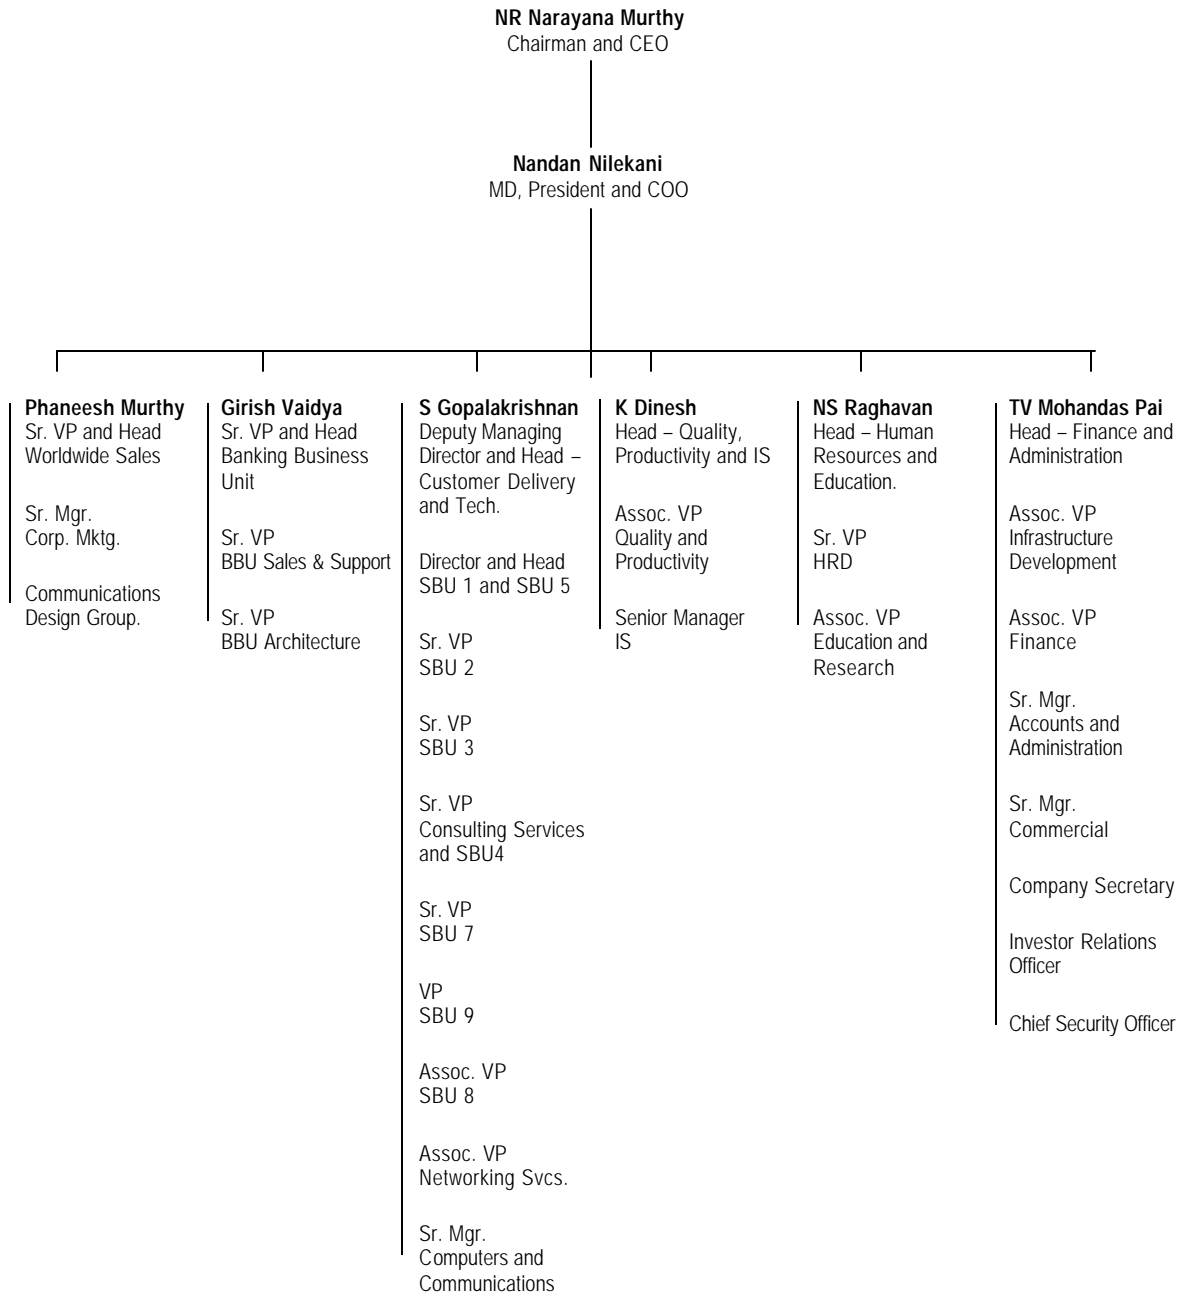 NR Narayana Murthy
Chairman and CEO
Nandan Nilekani
MD, President and COO
Phaneesh Murthy
Sr. VP and Head
Worldwide Sales
Sr. Mgr.
Corp. Mktg.
Communications
Design Group.
Girish Vaidya
Sr. VP and Head
Banking Business
Unit
Sr. VP
BBU Sales & Support
Sr. VP
BBU Architecture
S Gopalakrishnan
Deputy Managing
Director and Head –
Customer Delivery
and Tech.
Director and Head
SBU 1 and SBU 5
Sr. VP
SBU 2
Sr. VP
SBU 3
Sr. VP
Consulting Services
and SBU4
Sr. VP
SBU 7
VP
SBU 9
Assoc. VP
SBU 8
Assoc. VP
Networking Svcs.
Sr. Mgr.
Computers and
Communications
K Dinesh
Head – Quality,
Productivity and IS
Assoc. VP
Quality and
Productivity
Senior Manager
IS
NS Raghavan
Head – Human
Resources and
Education.
Sr. VP
HRD
Assoc. VP
Education and
Research
TV Mohandas Pai
Head – Finance and
Administration
Assoc. VP
Infrastructure
Development
Assoc. VP
Finance
Sr. Mgr.
Accounts and
Administration
Sr. Mgr.
Commercial
Company Secretary
Investor Relations
Officer
Chief Security Officer